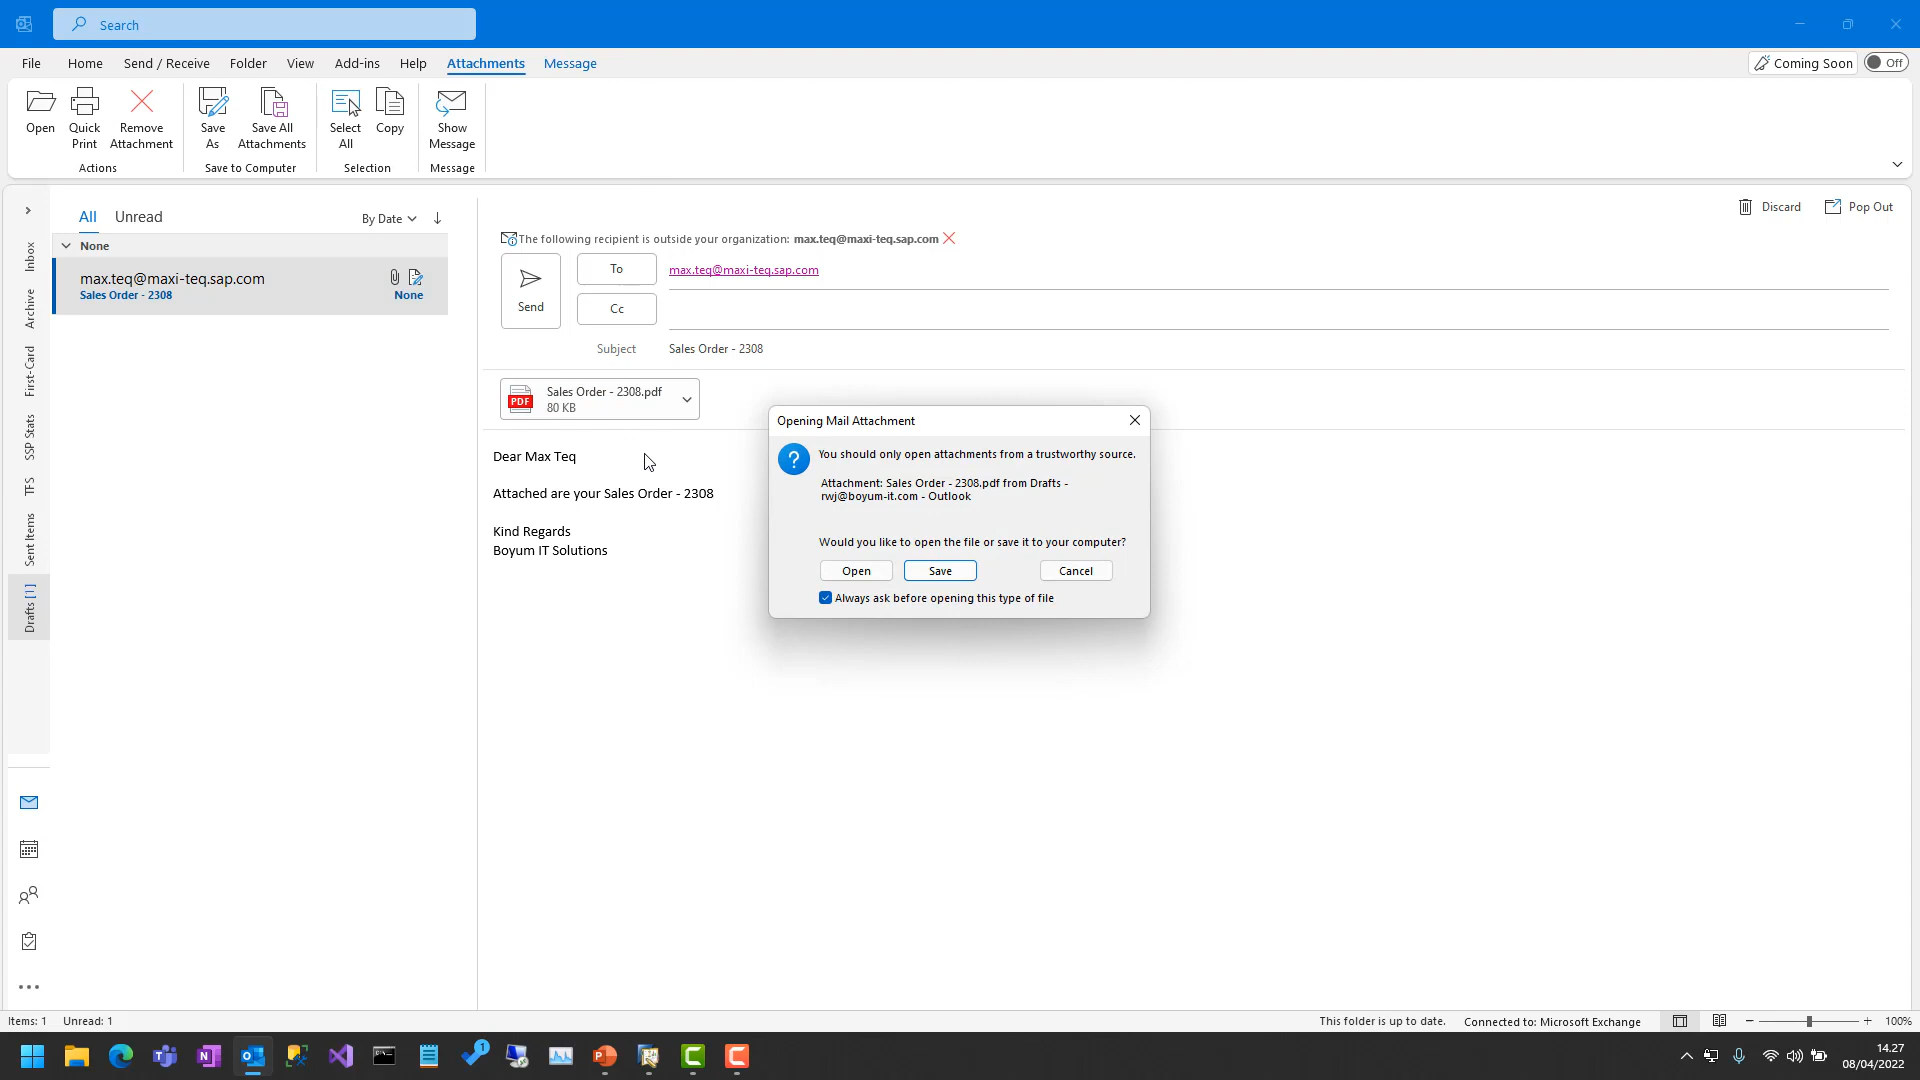 Search
File Home Send / Receive Folder View Add-ins Help Attachments Message
Coming Soon Off
Open
Quick
Print
Remove
Attachment
Save
As
Save All
Attachments
Select
All
Copy
Show
Message
Actions
Save to Computer
Selection
Message
All Unread
By Date
None
max.teq@maxi-teq.sap.com
Sales Order - 2308
None
Inbox
Archive
First-Card
SSP Stats
TFS
Sent Items
Drafts [1]
Discard
Pop Out
The following recipient is outside your organization: max.teq@maxi-teq.sap.com
Send
To
max.teq@maxi-teq.sap.com
Cc
Subject
Sales Order - 2308
PDF
Sales Order - 2308.pdf
80 KB
Dear Max Teq
Attached are your Sales Order - 2308
Kind Regards
Boyum IT Solutions
Opening Mail Attachment
You should only open attachments from a trustworthy source.
Attachment: Sales Order - 2308.pdf from Drafts -
rwj@boyum-it.com - Outlook
Would you like to open the file or save it to your computer?
Open
Save
Cancel
Always ask before opening this type of file
Items: 1 Unread: 1
This folder is up to date. Connected to: Microsoft Exchange
100%
1
14.27
08/04/2022